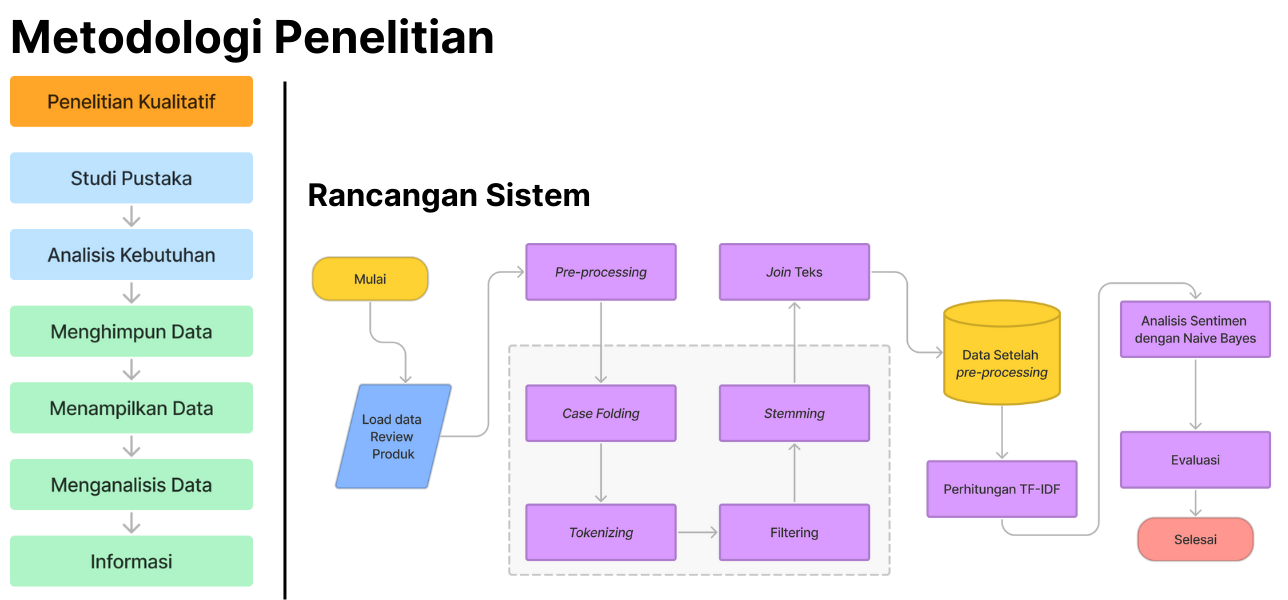 Metodologi Penelitian
Penelitian Kualitatif
Studi Pustaka
Analisis Kebutuhan
Menghimpun Data
Menampilkan Data
Menganalisis Data
Informasi
Rancangan Sistem
Mulai
Load data
Review
Produk
Pre-processing
Case Folding
Tokenizing
Filtering
Stemming
Join Teks
Data Setelah
pre-processing
Perhitungan TF-IDF
Analisis Sentimen
dengan Naive Bayes
Evaluasi
Selesai